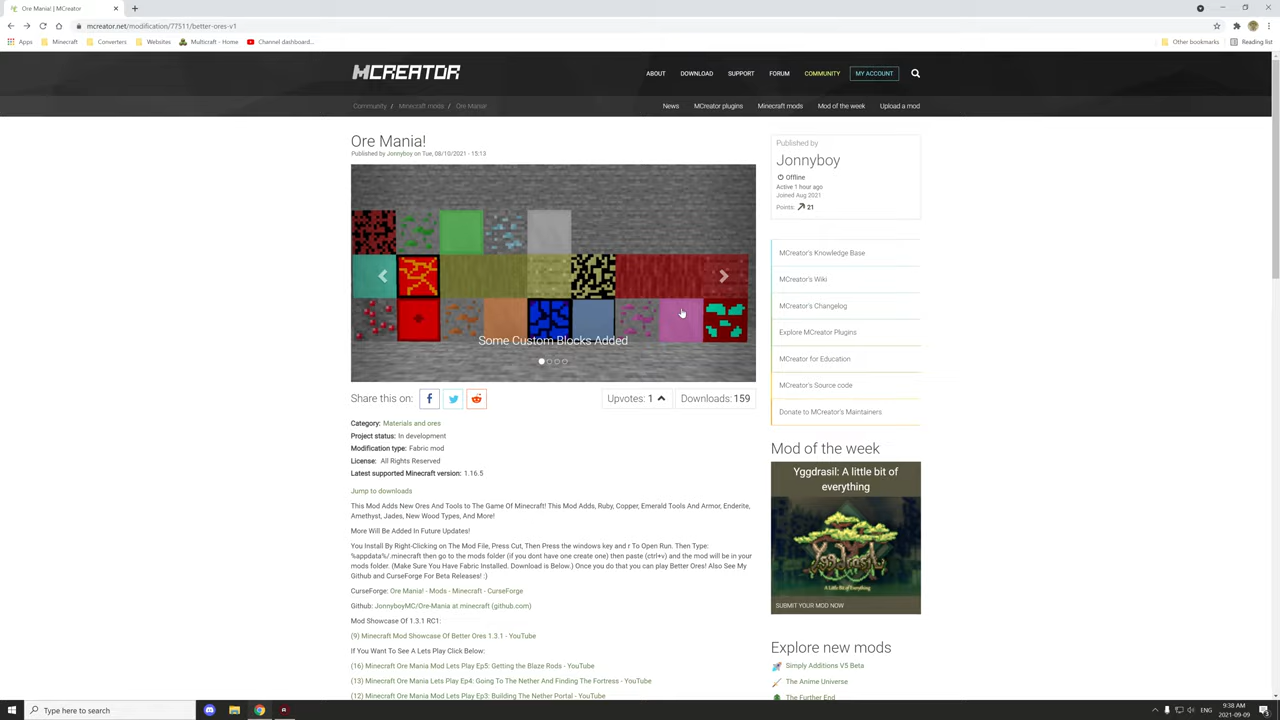 Ore Mania! | MCreator
mcreator.net/modification/77511/better-ores-v1
Apps
Minecraft
Converters
Websites
Multicraft - Home
Channel dashboard...
Other bookmarks
Reading list
MCREATOR
ABOUT
DOWNLOAD
SUPPORT
FORUM
COMMUNITY
MY ACCOUNT
Community / Minecraft mods / Ore Mania!
News
MCreator plugins
Minecraft mods
Mod of the week
Upload a mod
Ore Mania!
Published by Jonnyboy on Tue, 08/10/2021 - 15:13
Some Custom Blocks Added
Share this on:
Upvotes: 1
Downloads: 159
Category: Materials and ores
Project status: In development
Modification type: Fabric mod
License: All Rights Reserved
Latest supported Minecraft version: 1.16.5
Jump to downloads
This Mod Adds New Ores And Tools to The Game Of Minecraft! This Mod Adds, Ruby, Copper, Emerald Tools And Armor, Enderite,
Amethyst, Jades, New Wood Types, And More!
More Will Be Added In Future Updates!
You Install By Right-Clicking on The Mod File, Press Cut, Then Press the windows key and r To Open Run. Then Type:
%appdata%/.minecraft then go to the mods folder (if you dont have one create one) then paste (ctrl+v) and the mod will be in your
mods folder. (Make Sure You Have Fabric Installed. Download is Below.) Once you do that you can play Better Ores! Also See My
Github and CurseForge For Beta Releases! :)
CurseForge: Ore Mania! - Mods - Minecraft - CurseForge
Github: JonnyboyMC/Ore-Mania at minecraft (github.com)
Mod Showcase Of 1.3.1 RC1:
(9) Minecraft Mod Showcase Of Better Ores 1.3.1 - YouTube
If You Want To See A Lets Play Click Below:
(16) Minecraft Ore Mania Mod Lets Play Ep5: Getting the Blaze Rods - YouTube
(13) Minecraft Ore Mania Lets Play Ep4: Going To The Nether And Finding The Fortress - YouTube
(12) Minecraft Ore Mania Mod Lets Play Ep3: Building The Nether Portal - YouTube
Published by
Jonnyboy
Offline
Active 1 hour ago
Joined Aug 2021
Points: 21
MCreator's Knowledge Base
MCreator's Wiki
MCreator's Changelog
Explore MCreator Plugins
MCreator for Education
MCreator's Source code
Donate to MCreator's Maintainers
Mod of the week
Yggdrasil: A little bit of
everything
A Little Bit of Everything
SUBMIT YOUR MOD NOW
Explore new mods
Simply Additions V5 Beta
The Anime Universe
The Further End
Type here to search
ENG
9:38 AM
2021-09-09